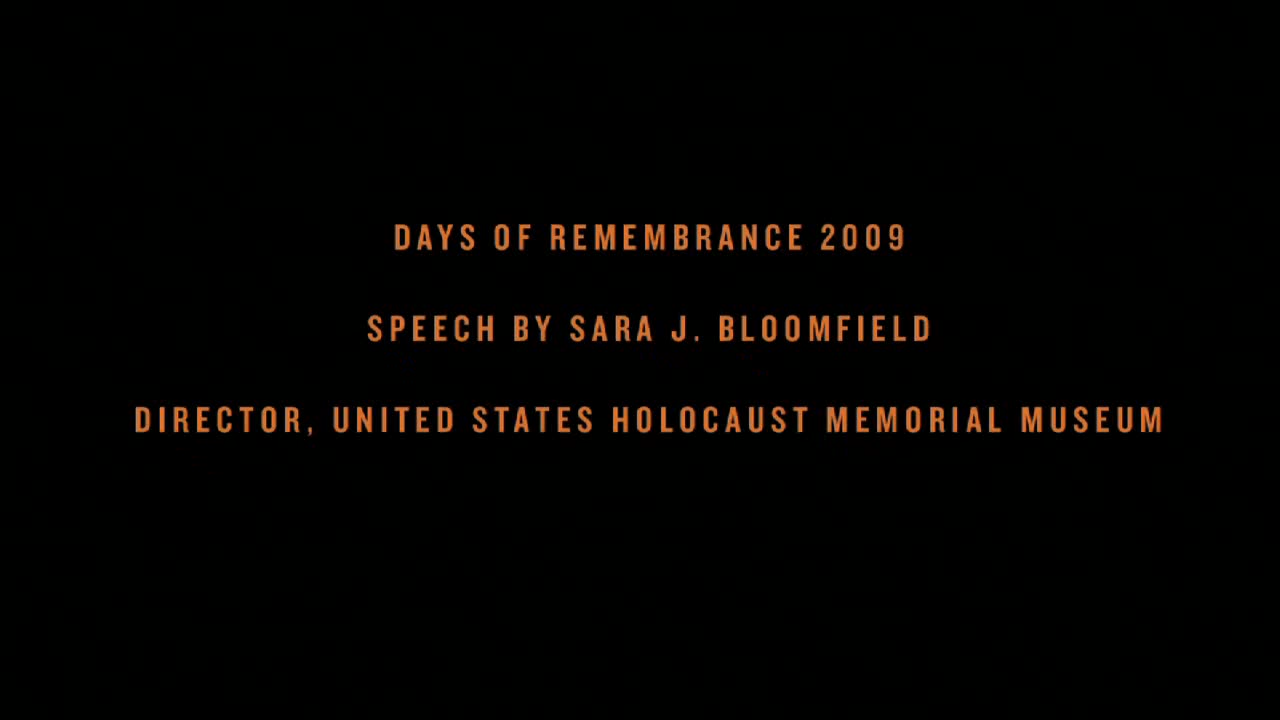 DAYS OF REMEMBRANCE 2009
SPEECH BY SARA J. BLOOMFIELD
DIRECTOR, UNITED STATES HOLOCAUST MEMORIAL MUSEUM